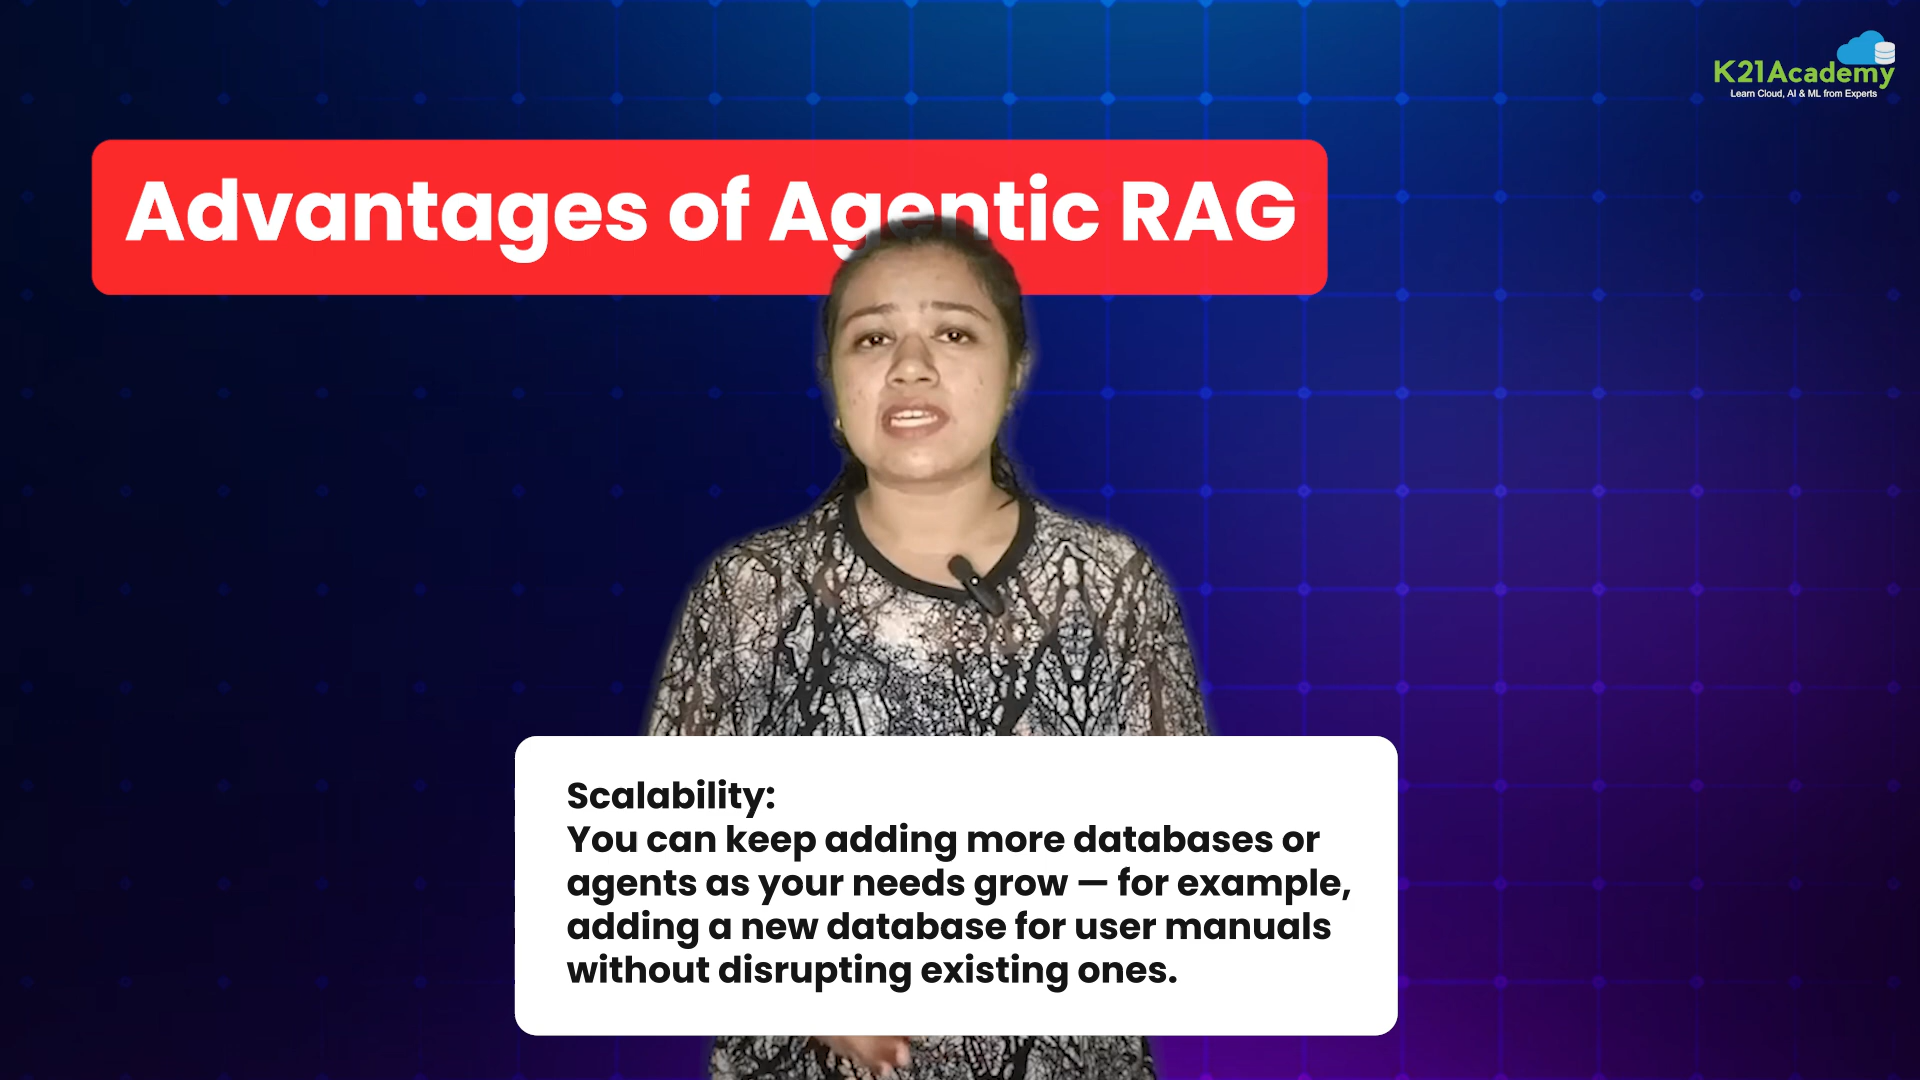 K21Academy
Learn Cloud, AI & ML from Experts
Advantages of Agentic RAG
Scalability:
You can keep adding more databases or
agents as your needs grow — for example,
adding a new database for user manuals
without disrupting existing ones.